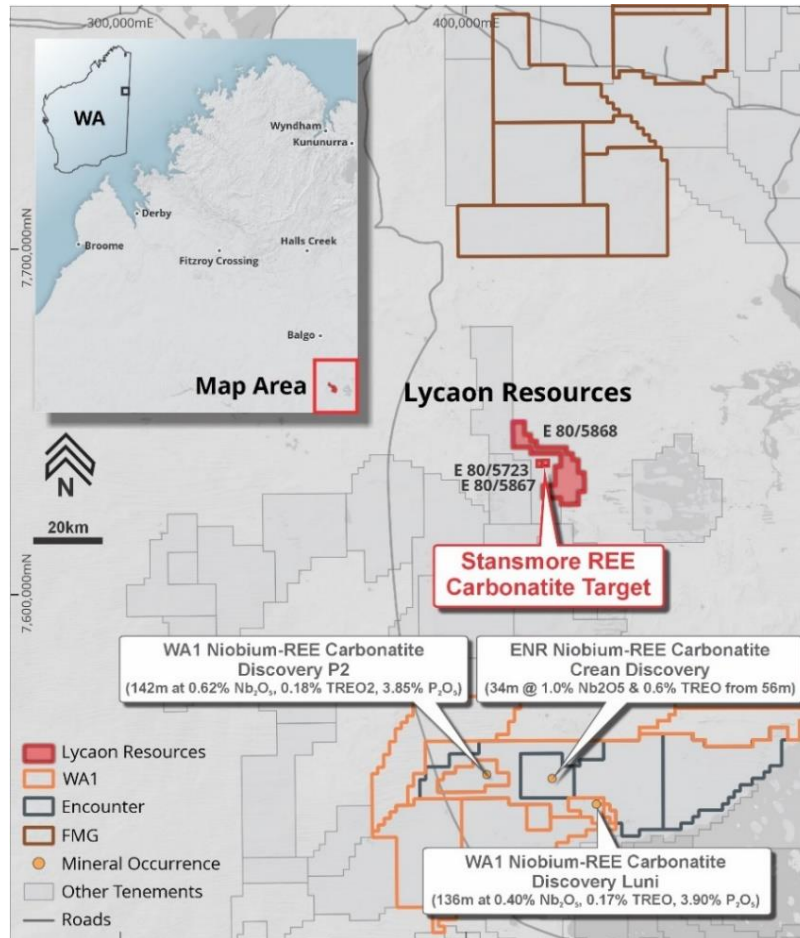 300,000mE
400,000mE
WA
Wyndham
Kununurra
Derby
Broome
Halls Creek
Fitzroy Crossing
Balgo
Map Area
7,700,000mN
Lycaon Resources
E 80/5868
E 80/5723
E 80/5867
N
20km
Stansmore REE
Carbonatite Target
7,600,000mN
WA1 Niobium-REE Carbonatite
Discovery P2
(142m at 0.62% Nb₂O₅, 0.18% TREO2, 3.85% P₂O₅)
ENR Niobium-REE Carbonatite
Crean Discovery
(34m @ 1.0% Nb2O5 & 0.6% TREO from 56m)
Lycaon Resources
WA1
Encounter
FMG
Mineral Occurrence
Other Tenements
Roads
WA1 Niobium-REE Carbonatite
Discovery Luni
(136m at 0.40% Nb₂O₅, 0.17% TREO, 3.90% P₂O₅)